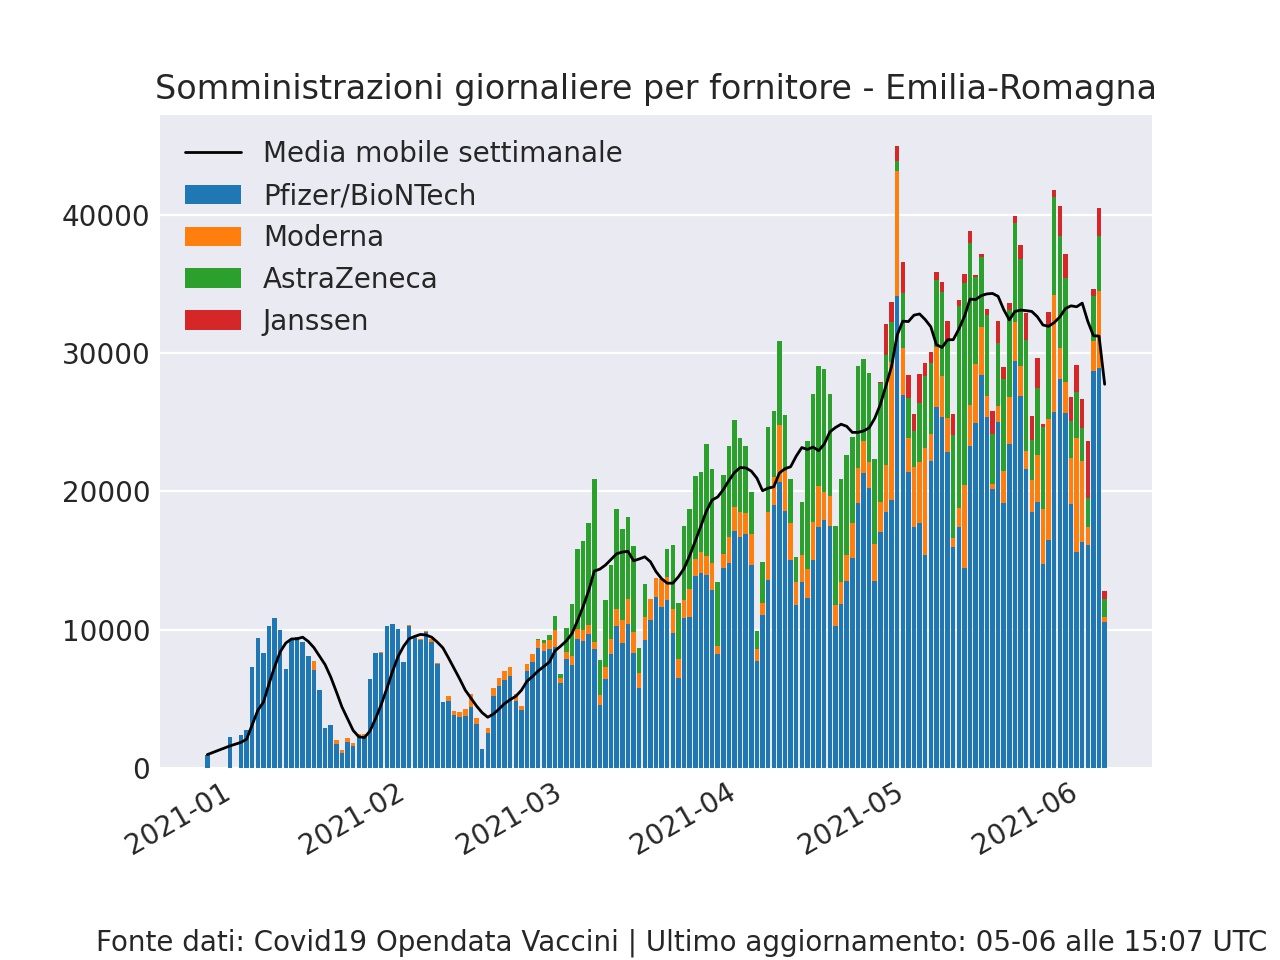 Somministrazioni giornaliere per fornitore - Emilia-Romagna
Media mobile settimanale
Pfizer/BioNTech
Moderna
AstraZeneca
Janssen
40000
30000
20000
10000
0
2021-01
2021-02
2021-03
2021-04
2021-05
2021-06
Fonte dati: Covid19 Opendata Vaccini | Ultimo aggiornamento: 05-06 alle 15:07 UTC